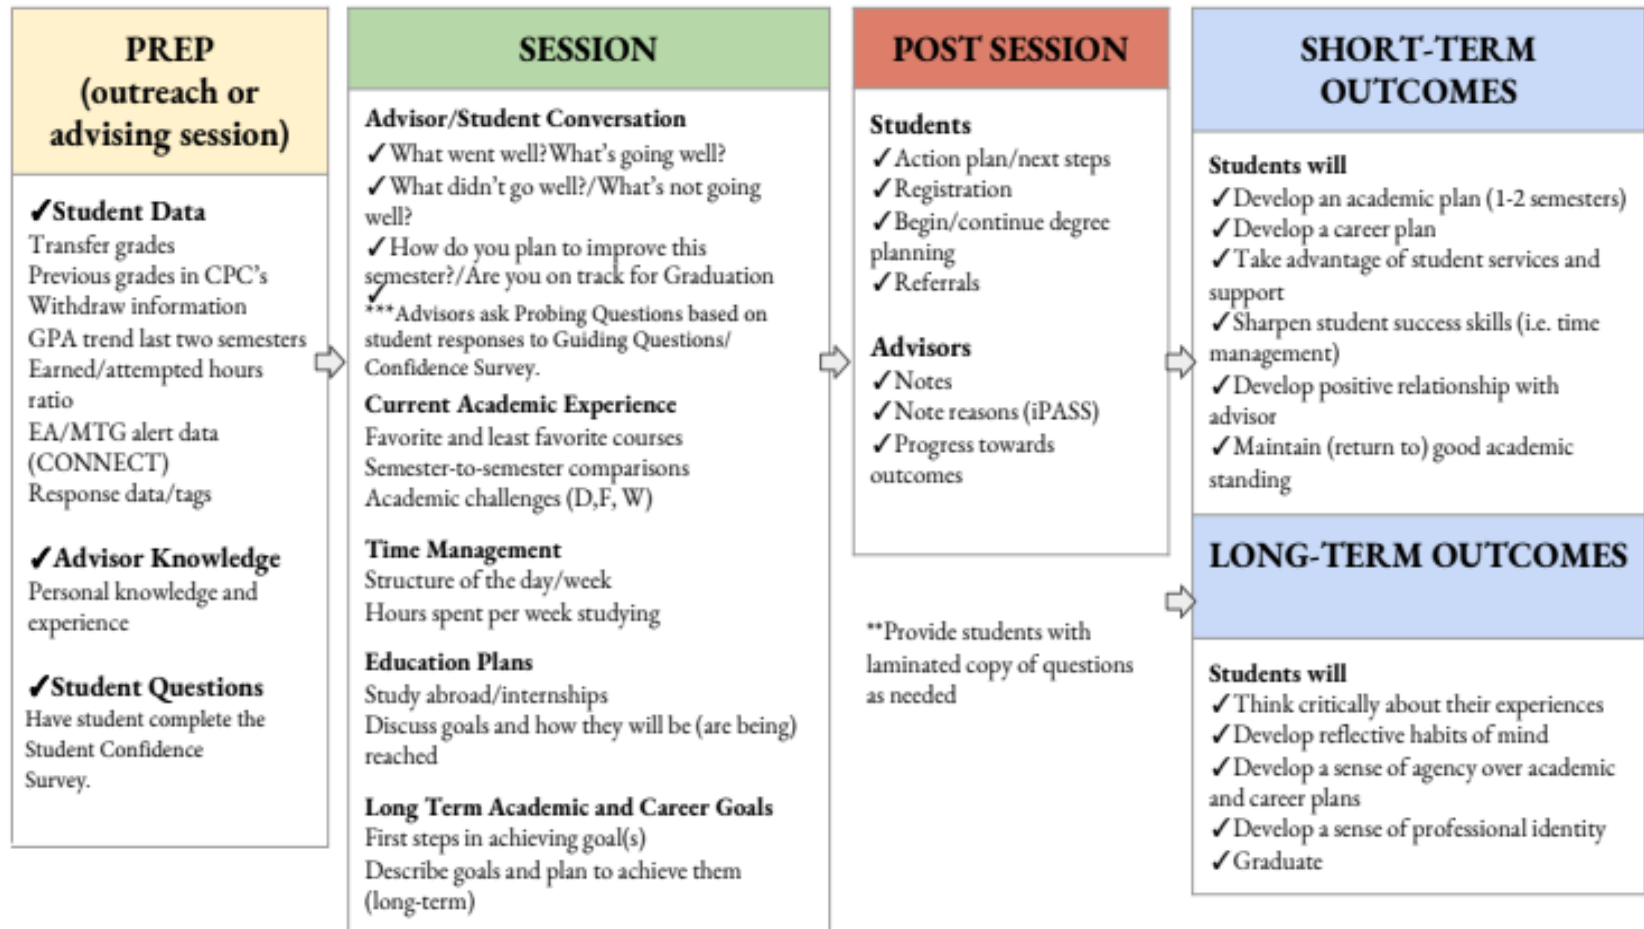 PREP
(outreach or
advising session)
✓Student Data
Transfer grades
Previous grades in CPC's
Withdraw information
GPA trend last two semesters
Earned/attempted hours
ratio
EA/MTG alert data
(CONNECT)
Response data/tags
✓Advisor Knowledge
Personal knowledge and
experience
✓Student Questions
Have student complete the
Student Confidence
Survey.
SESSION
Advisor/Student Conversation
✓What went well?What's going well?
✓What didn't go well?/What's not going
well?
✓How do you plan to improve this
semester?/Are you on track for Graduation
✓
***Advisors ask Probing Questions based on
student responses to Guiding Questions/
Confidence Survey.
Current Academic Experience
Favorite and least favorite courses
Semester-to-semester comparisons
Academic challenges (D,F, W)
Time Management
Structure of the day/week
Hours spent per week studying
Education Plans
Study abroad/internships
Discuss goals and how they will be (are being)
reached
Long Term Academic and Career Goals
First steps in achieving goal(s)
Describe goals and plan to achieve them
(long-term)
POST SESSION
Students
✓Action plan/next steps
✓Registration
✓Begin/continue degree
planning
✓Referrals
Advisors
✓Notes
✓Note reasons (iPASS)
✓Progress towards
outcomes
**Provide students with
laminated copy of questions
as needed
SHORT-TERM
OUTCOMES
Students will
✓Develop an academic plan (1-2 semesters)
✓Develop a career plan
✓Take advantage of student services and
support
✓Sharpen student success skills (i.e. time
management)
✓Develop positive relationship with
advisor
✓Maintain (return to) good academic
standing
LONG-TERM OUTCOMES
Students will
✓Think critically about their experiences
✓Develop reflective habits of mind
✓Develop a sense of agency over academic
and career plans
✓Develop a sense of professional identity
✓Graduate